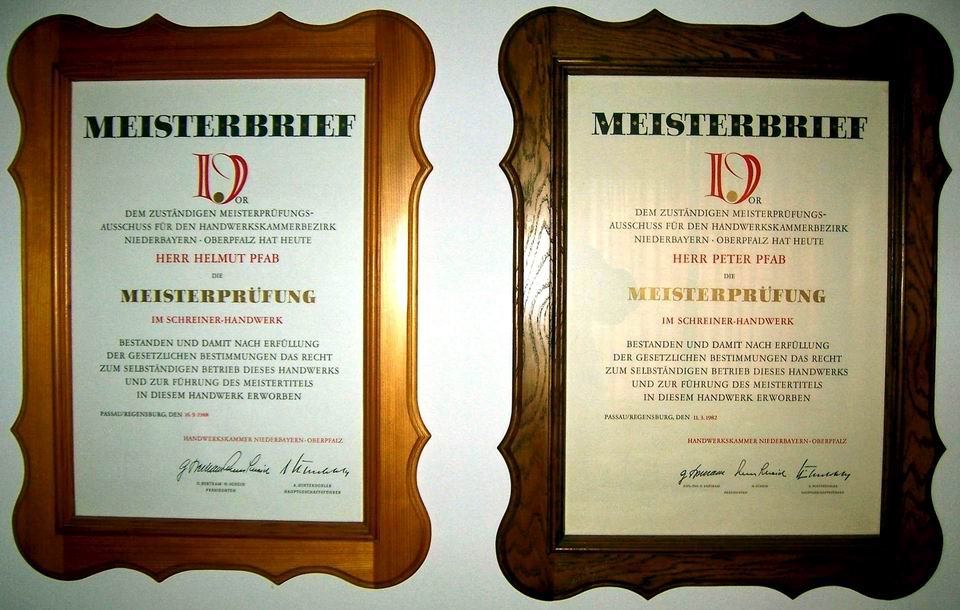 MEISTERBRIEF
VOR
DEM ZUSTÄNDIGEN MEISTERPRÜFUNGS-
AUSSCHUSS FÜR DEN HANDWERKSKAMMERBEZIRK
NIEDERBAYERN · OBERPFALZ HAT HEUTE
HERR HELMUT PFAB
DIE
MEISTERPRÜFUNG
IM SCHREINER-HANDWERK
BESTANDEN UND DAMIT NACH ERFÜLLUNG
DER GESETZLICHEN BESTIMMUNGEN DAS RECHT
ZUM SELBSTÄNDIGEN BETRIEB DIESES HANDWERKS
UND ZUR FÜHRUNG DES MEISTERTITELS
IN DIESEM HANDWERK ERWORBEN
PASSAU/REGENSBURG, DEN
HANDWERKSKAMMER NIEDERBAYERN · OBERPFALZ
PRÄSIDENTEN
HAUPTGESCHÄFTSFÜHRER
MEISTERBRIEF
VOR
DEM ZUSTÄNDIGEN MEISTERPRÜFUNGS-
AUSSCHUSS FÜR DEN HANDWERKSKAMMERBEZIRK
NIEDERBAYERN · OBERPFALZ HAT HEUTE
HERR PETER PFAB
DIE
MEISTERPRÜFUNG
IM SCHREINER-HANDWERK
BESTANDEN UND DAMIT NACH ERFÜLLUNG
DER GESETZLICHEN BESTIMMUNGEN DAS RECHT
ZUM SELBSTÄNDIGEN BETRIEB DIESES HANDWERKS
UND ZUR FÜHRUNG DES MEISTERTITELS
IN DIESEM HANDWERK ERWORBEN
PASSAU/REGENSBURG, DEN 11. 3. 1982
HANDWERKSKAMMER NIEDERBAYERN · OBERPFALZ
PRÄSIDENTEN
HAUPTGESCHÄFTSFÜHRER